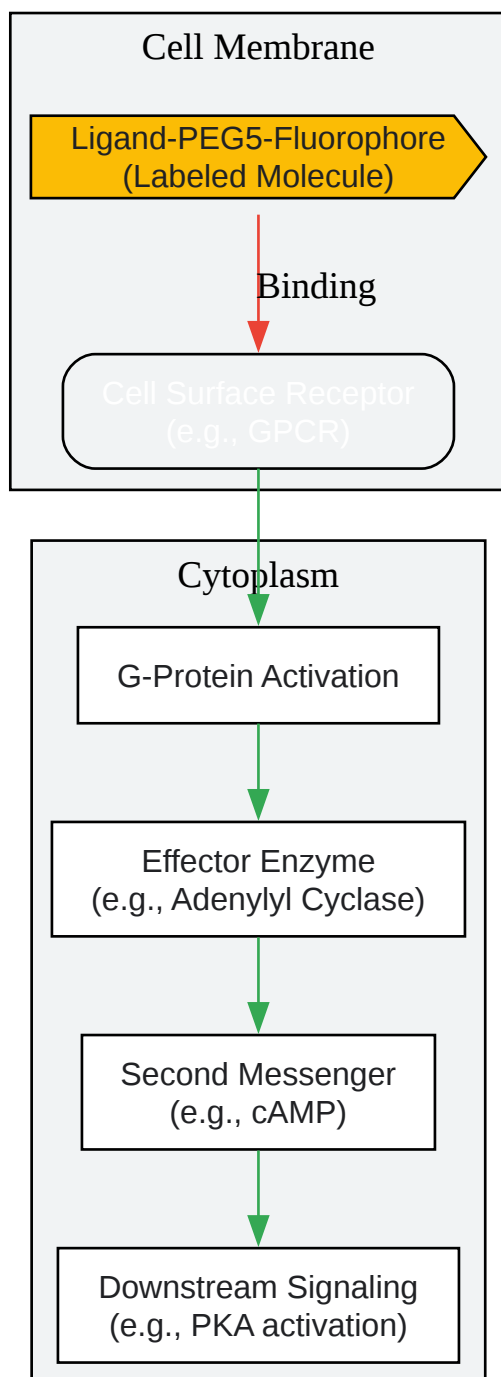 Cell Membrane
Ligand-PEG5-Fluorophore
(Labeled Molecule)
Binding
Cell Surface Receptor
(e.g., GPCR)
Cytoplasm
G-Protein Activation
Effector Enzyme
(e.g., Adenylyl Cyclase)
Second Messenger
(e.g., cAMP)
Downstream Signaling
(e.g., PKA activation)